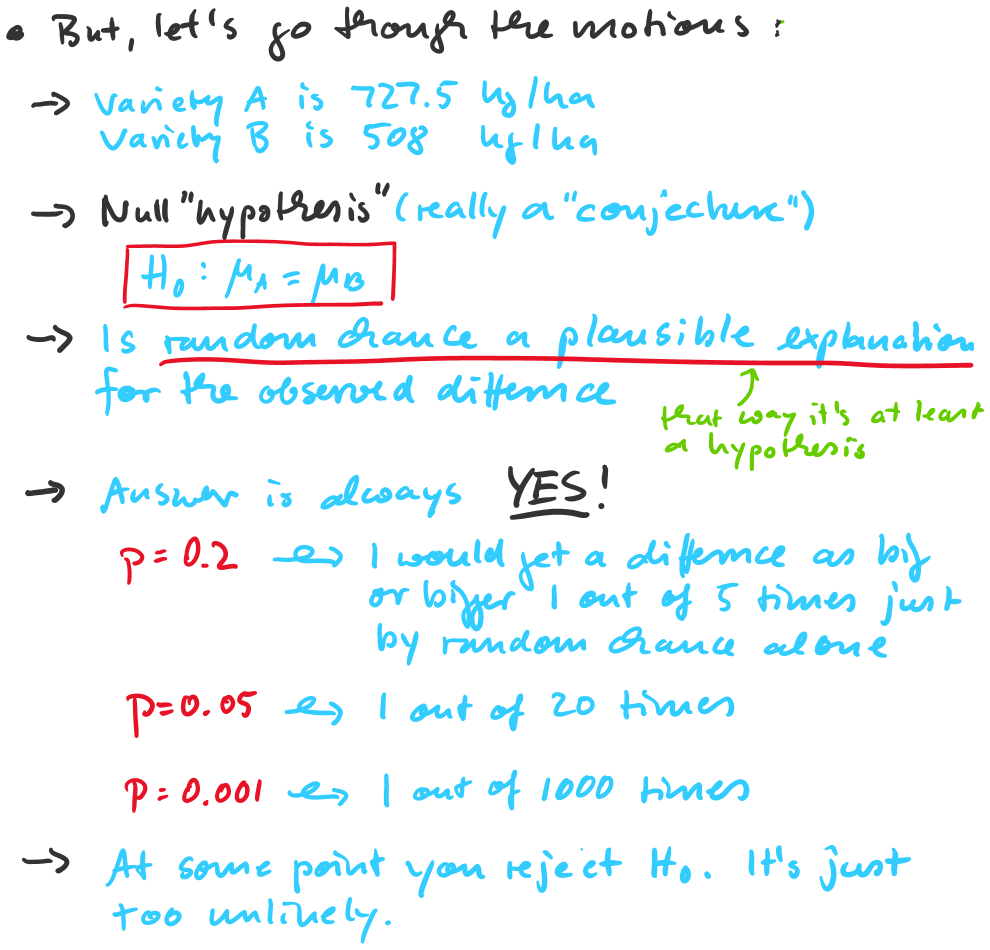 • But, let's go though the motions:
→ Variety A is 727.5 kg/ha
Variety B is 508 kg/ha
→ Null "hypothesis" (really a "conjecture")
H₀: μA = μB
→ Is random chance a plausible explanation
for the observed difference
that way it's at least
a hypothesis
→ Answer is always YES!
p = 0.2 → I would get a difference as big
or bigger 1 out of 5 times just
by random chance alone
p=0.05 → 1 out of 20 times
p = 0.001 → 1 out of 1000 times
→ At some point you reject H₀. It's just
too unlikely.